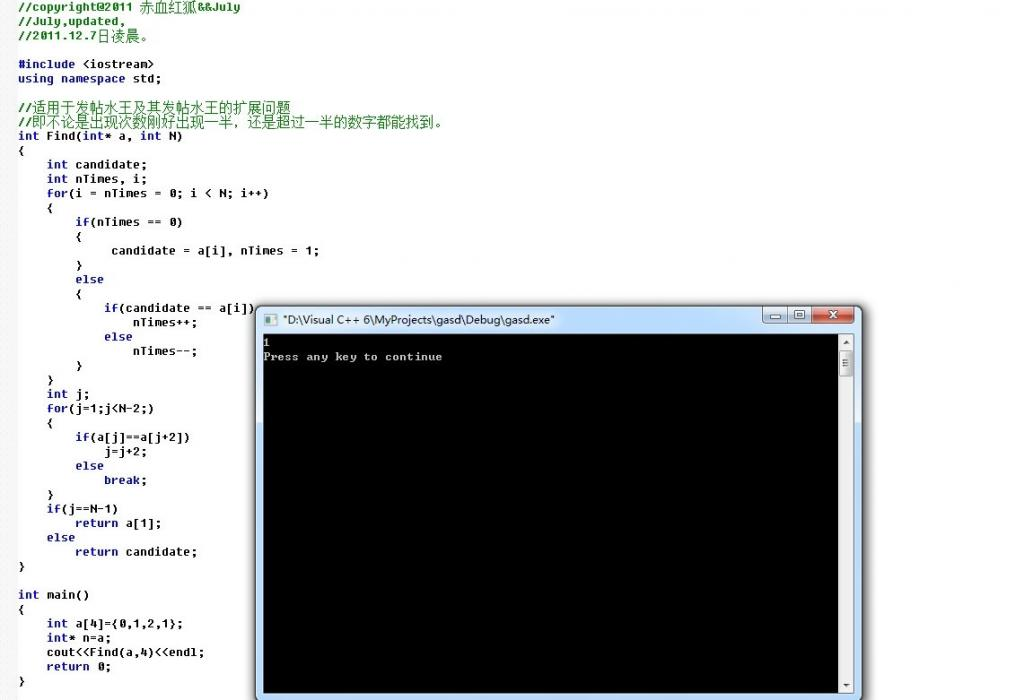 //copyright@2011 赤血红狐&&July
//July,updated,
//2011.12.7日凌晨。
#include <iostream>
using namespace std;
//适用于发帖水王及其发帖水王的扩展问题
//即不论是出现次数刚好出现一半，还是超过一半的数字都能找到。
int Find(int* a, int N)
{
int candidate;
int nTimes, i;
for(i = nTimes = 0; i < N; i++)
{
if(nTimes == 0)
{
candidate = a[i], nTimes = 1;
}
else
{
if(candidate == a[i])
nTimes++;
else
nTimes--;
}
}
int j;
for(j=1;j<N-2;)
{
if(a[j]==a[j+2])
j=j+2;
else
break;
}
if(j==N-1)
return a[1];
else
return candidate;
}
int main()
{
int a[4]={0,1,2,1};
int* n=a;
cout<<Find(a,4)<<endl;
return 0;
}
"D:\Visual C++ 6\MyProjects\gasd\Debug\gasd.exe"
1
Press any key to continue